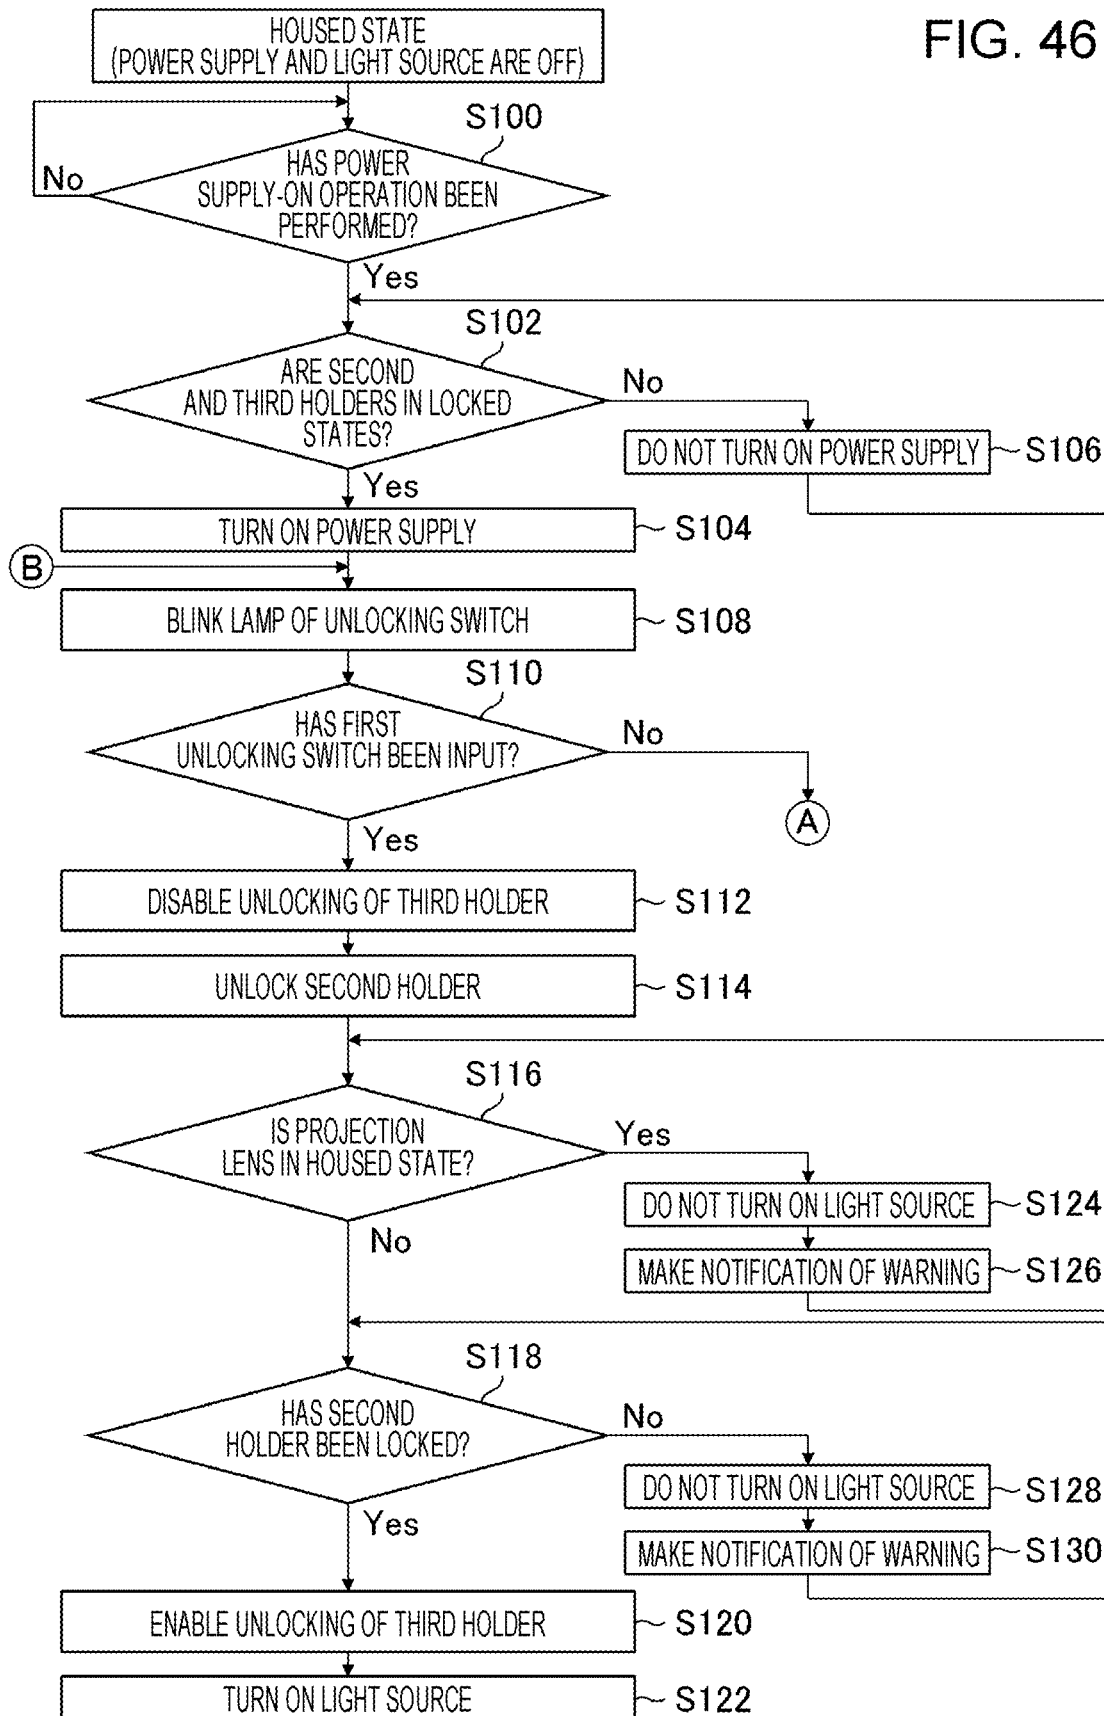 FIG. 46
HOUSED STATE
(POWER SUPPLY AND LIGHT SOURCE ARE OFF)
S100
HAS POWER
SUPPLY-ON OPERATION BEEN
PERFORMED?
No
Yes
S102
ARE SECOND
AND THIRD HOLDERS IN LOCKED
STATES?
No
DO NOT TURN ON POWER SUPPLY
S106
Yes
TURN ON POWER SUPPLY
S104
B
BLINK LAMP OF UNLOCKING SWITCH
S108
S110
HAS FIRST
UNLOCKING SWITCH BEEN INPUT?
No
A
Yes
DISABLE UNLOCKING OF THIRD HOLDER
S112
UNLOCK SECOND HOLDER
S114
S116
IS PROJECTION
LENS IN HOUSED STATE?
Yes
DO NOT TURN ON LIGHT SOURCE
S124
No
MAKE NOTIFICATION OF WARNING
S126
S118
HAS SECOND
HOLDER BEEN LOCKED?
No
DO NOT TURN ON LIGHT SOURCE
S128
Yes
MAKE NOTIFICATION OF WARNING
S130
ENABLE UNLOCKING OF THIRD HOLDER
S120
TURN ON LIGHT SOURCE
S122